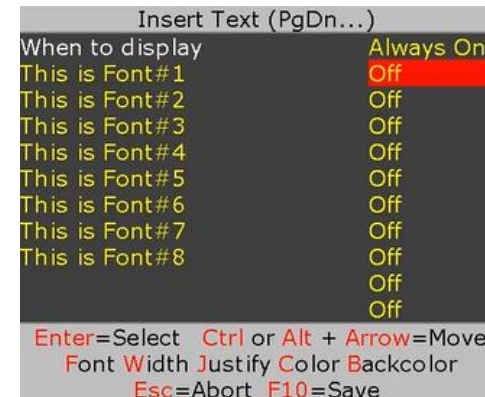 Insert Text (PgDn...)
When to display Always On
This is Font#1 Off
This is Font#2 Off
This is Font#3 Off
This is Font#4 Off
This is Font#5 Off
This is Font#6 Off
This is Font#7 Off
This is Font#8 Off
Off
Off
Enter=Select Ctrl or Alt + Arrow=Move
Font Width Justify Color Backcolor
Esc=Abort F10=Save